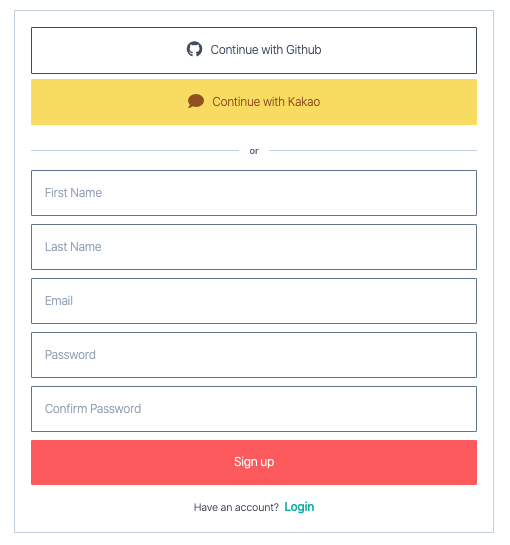 Continue with Github
Continue with Kakao
or
First Name
Last Name
Email
Password
Confirm Password
Sign up
Have an account? Login